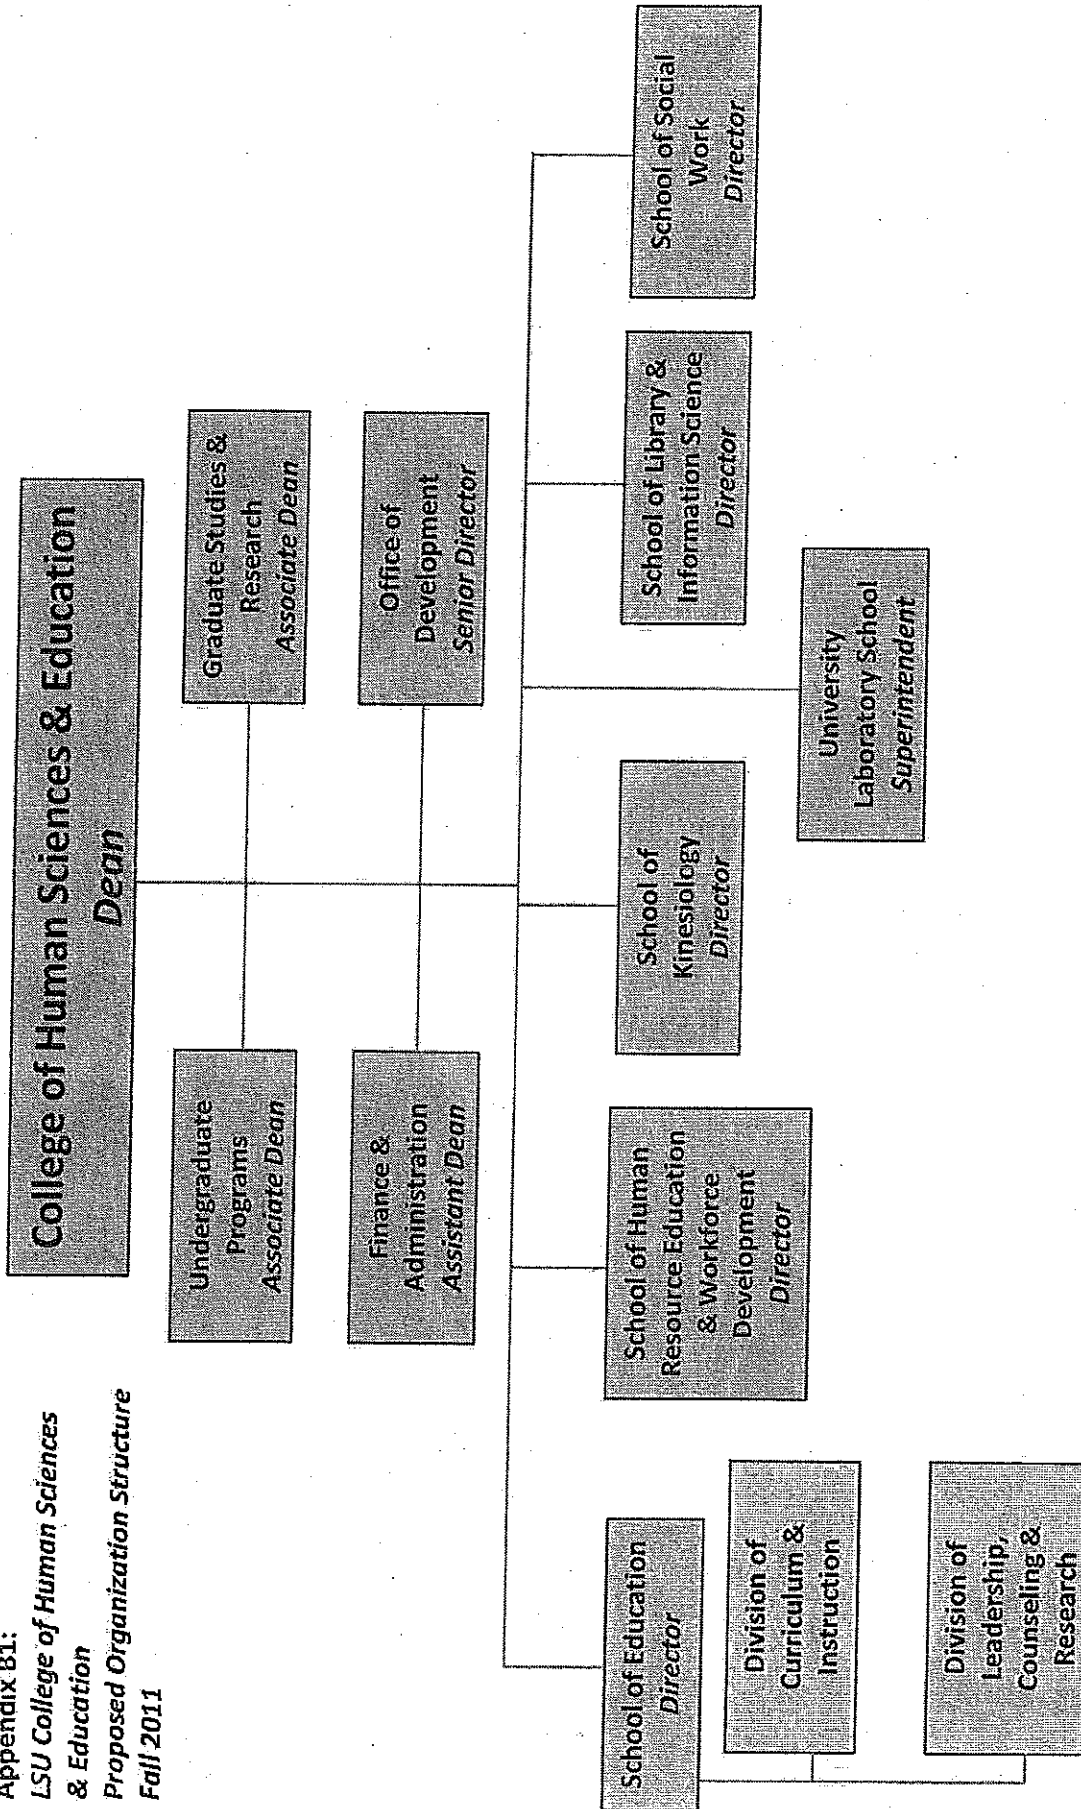 Appendix B1:
LSU College of Human Sciences
& Education
Proposed Organization Structure
Fall 2011
College of Human Sciences & Education
Dean
Undergraduate
Programs
Associate Dean
Graduate Studies &
Research
Associate Dean
Finance &
Administration
Assistant Dean
Office of
Development
Senior Director
School of Education
Director
Division of
Curriculum &
Instruction
Division of
Leadership,
Counseling &
Research
School of Human
Resource Education
& Workforce
Development
Director
School of
Kinesiology
Director
University
Laboratory School
Superintendent
School of Library &
Information Science
Director
School of Social
Work
Director